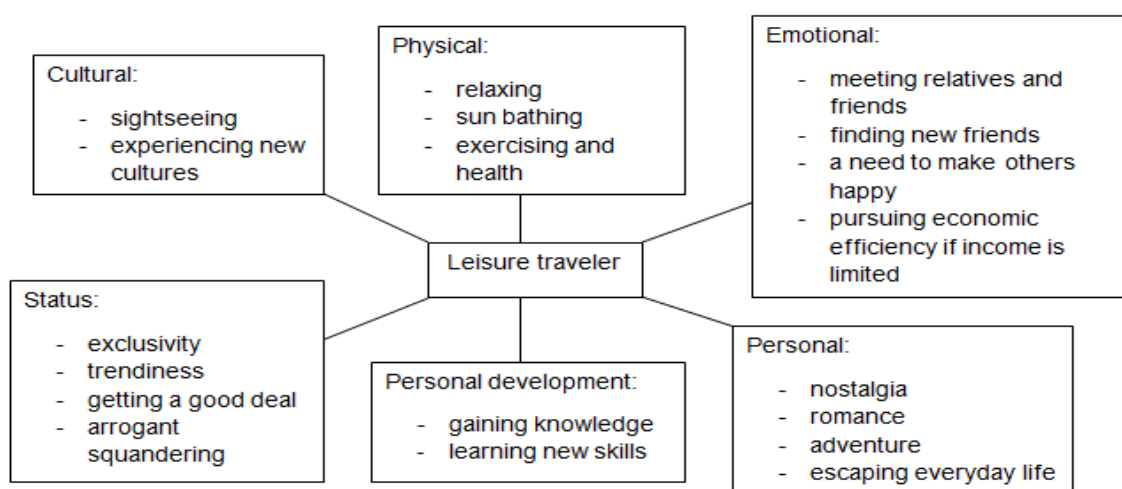 Cultural:
- sightseeing
- experiencing new
cultures
Physical:
- relaxing
- sun bathing
- exercising and
health
Emotional:
- meeting relatives and
friends
- finding new friends
- a need to make others
happy
- pursuing economic
efficiency if income is
limited
Leisure traveler
Status:
- exclusivity
- trendiness
- getting a good deal
- arrogant
squandering
Personal development:
- gaining knowledge
- learning new skills
Personal:
- nostalgia
- romance
- adventure
- escaping everyday life